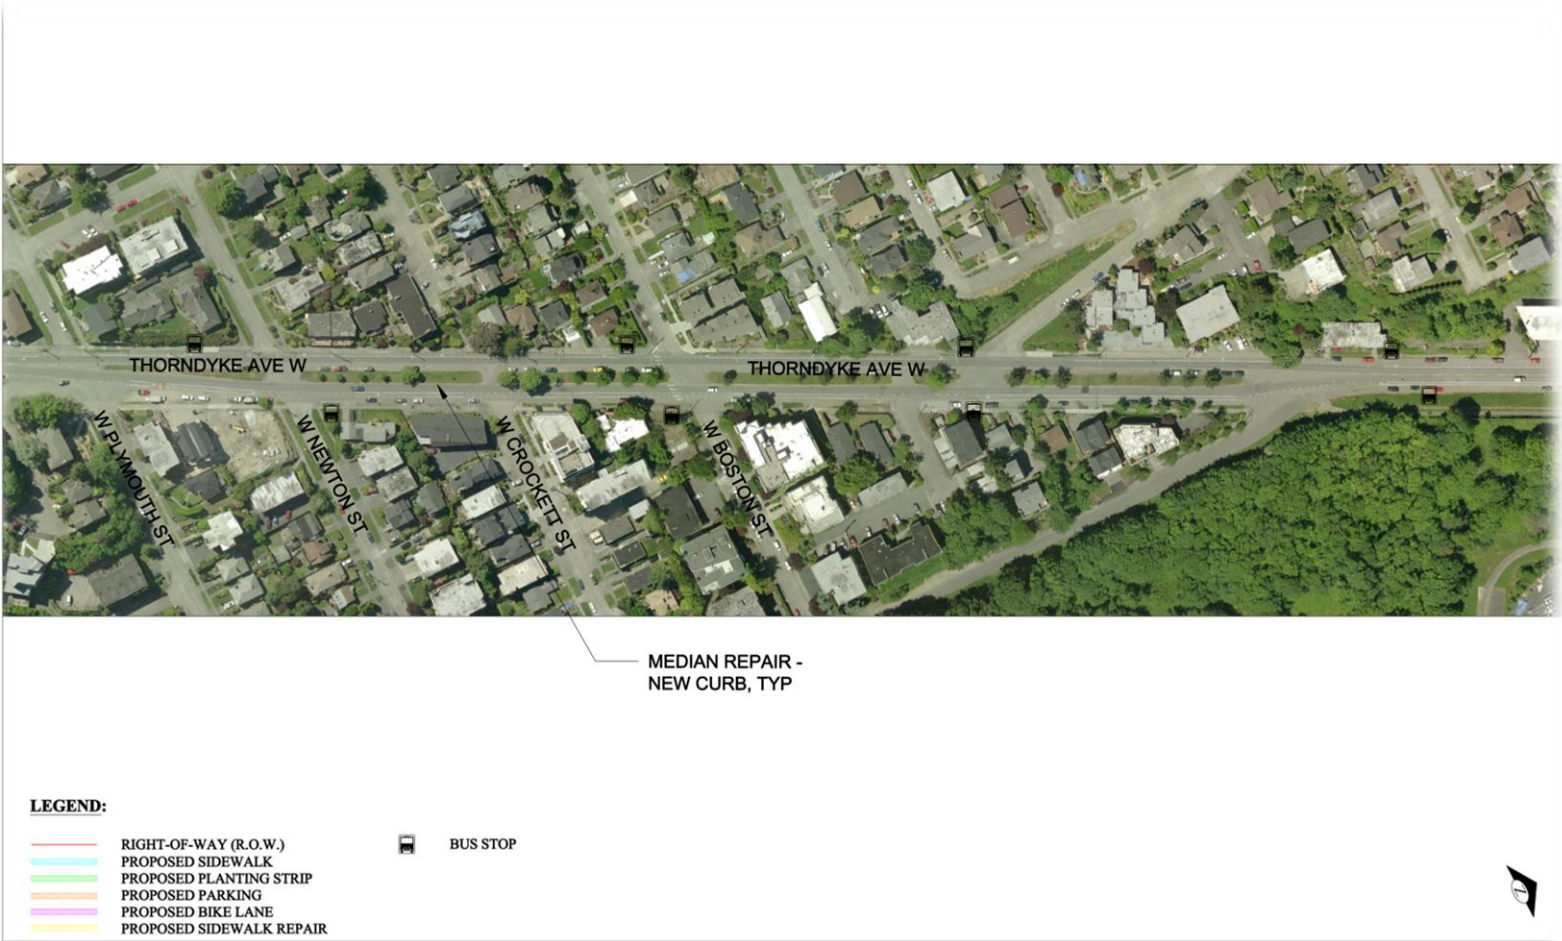 THORNDYKE AVE W
THORNDYKE AVE W
W PLYMOUTH ST
W NEWTON ST
W CROCKETT ST
W BOSTON ST
MEDIAN REPAIR -
NEW CURB, TYP
LEGEND:
RIGHT-OF-WAY (R.O.W.)
BUS STOP
PROPOSED SIDEWALK
PROPOSED PLANTING STRIP
PROPOSED PARKING
PROPOSED BIKE LANE
PROPOSED SIDEWALK REPAIR
Z